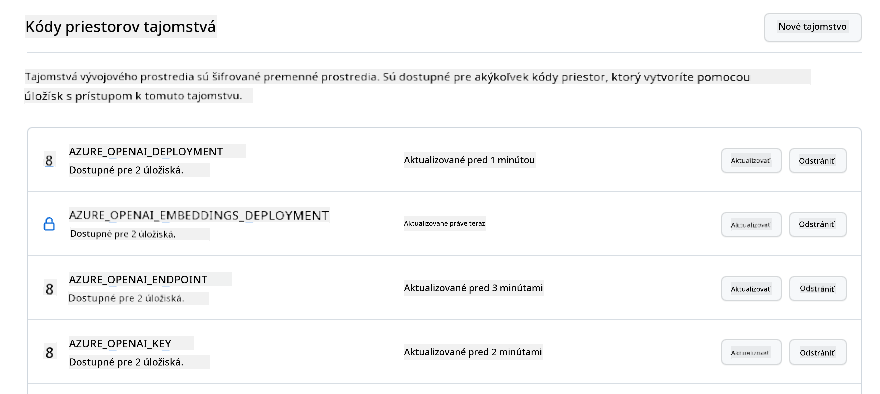 Kódy priestorov tajomstvá
Nové tajomstvo
Tajomstvá vývojového prostredia sú šifrované premenné prostredia. Sú dostupné pre akýkoľvek kódy priestor, ktorý vytvoríte pomocou
úložísk s prístupom k tomuto tajomstvu.
8 AZURE_OPENAI_DEPLOYMENT
Dostupné pre 2 úložiská.
Aktualizované pred 1 minútou
Aktualizovať
Odstrániť
AZURE_OPENAI_EMBEDDINGS_DEPLOYMENT
Dostupné pre 2 úložiská.
Aktualizované práve teraz
Aktualizovať
Odstrániť
8 AZURE_OPENAI_ENDPOINT
Dostupné pre 2 úložiská.
Aktualizované pred 3 minútami
Aktualizovať
Odstrániť
8 AZURE_OPENAI_KEY
Dostupné pre 2 úložiská.
Aktualizované pred 2 minútami
Aktualizovať
Odstrániť